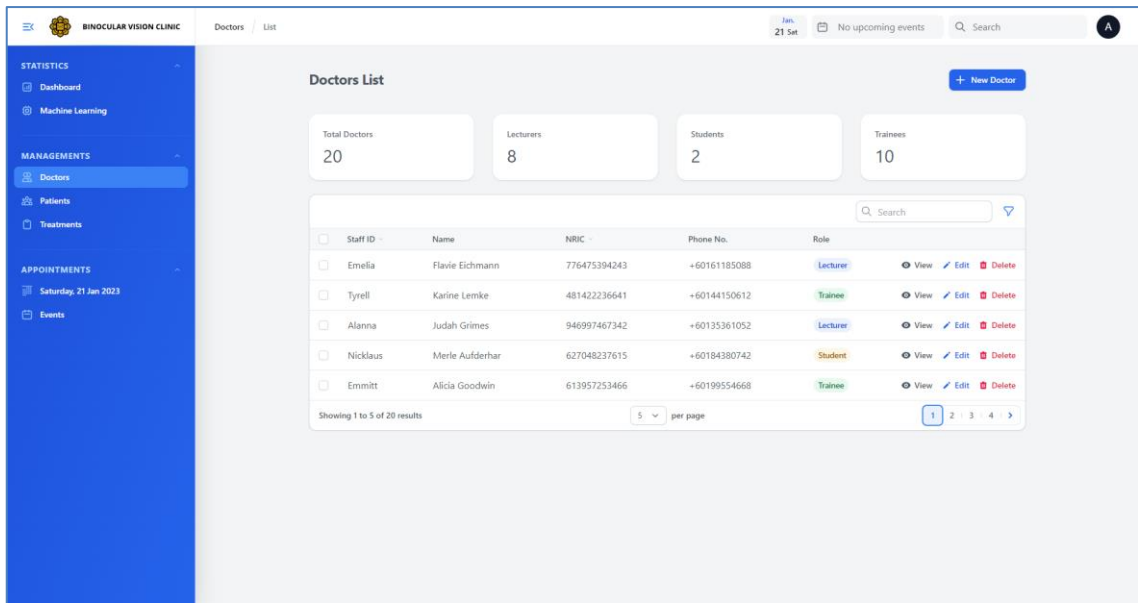 BINOCULAR VISION CLINIC
Doctors / List
Jan.
21 Sat
No upcoming events
Search
A
STATISTICS
Dashboard
Machine Learning
MANAGEMENTS
Doctors
Patients
Treatments
APPOINTMENTS
Saturday, 21 Jan 2023
Events
Doctors List
+ New Doctor
Total Doctors
20
Lecturers
8
Students
2
Trainees
10
Search
Staff ID Name NRIC Phone No. Role
Emelia Flavie Eichmann 776475394243 +60161185088 Lecturer View Edit Delete
Tyrell Karine Lemke 481422236641 +60144150612 Trainee View Edit Delete
Alanna Judah Grimes 946997467342 +60135361052 Lecturer View Edit Delete
Nicklaus Merle Aufderhar 627048237615 +60184380742 Student View Edit Delete
Emmitt Alicia Goodwin 613957253466 +60199554668 Trainee View Edit Delete
Showing 1 to 5 of 20 results 5 per page 1 2 3 4 >